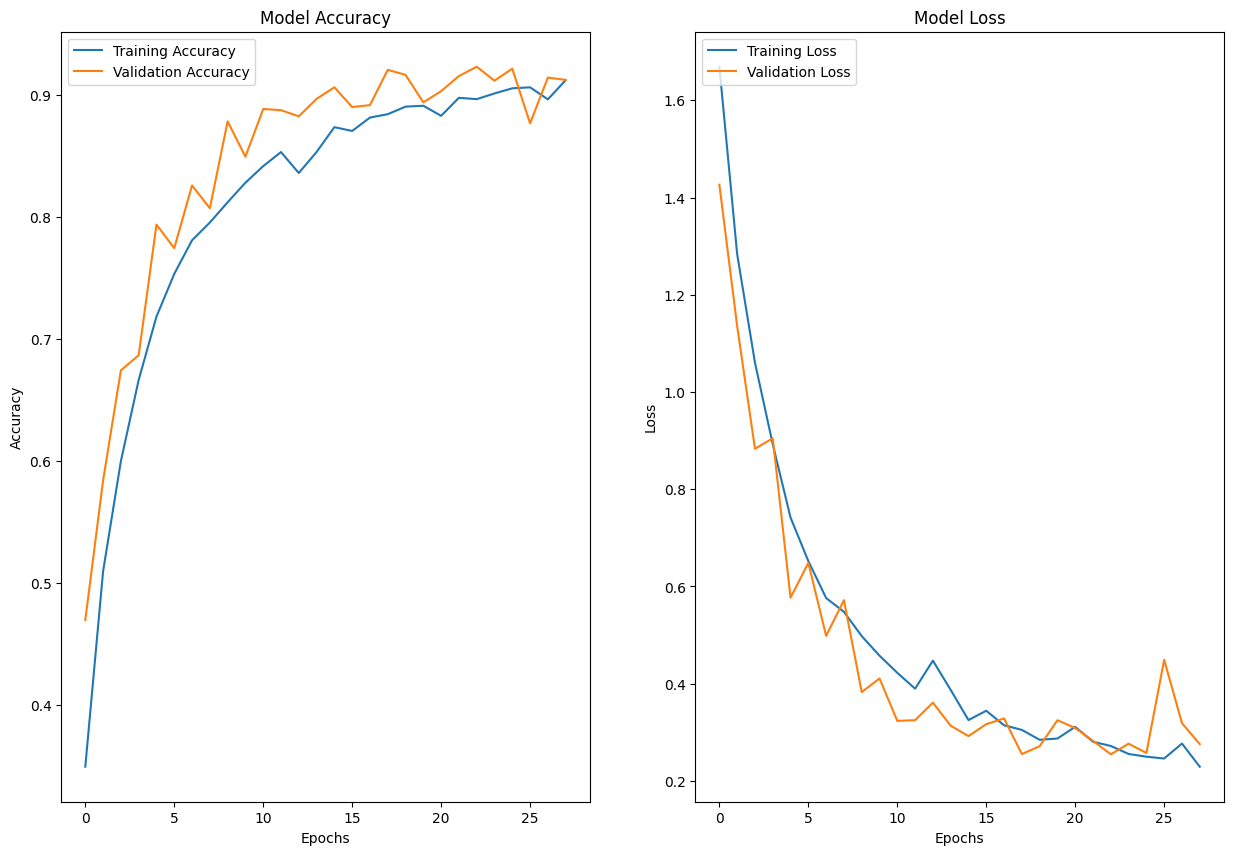 Model Accuracy
Training Accuracy
Validation Accuracy
0.9
0.8
0.7
0.6
0.5
0.4
Accuracy
0
5
10
15
20
25
Epochs
Model Loss
Training Loss
Validation Loss
1.6
1.4
1.2
1.0
0.8
0.6
0.4
0.2
Loss
0
5
10
15
20
25
Epochs